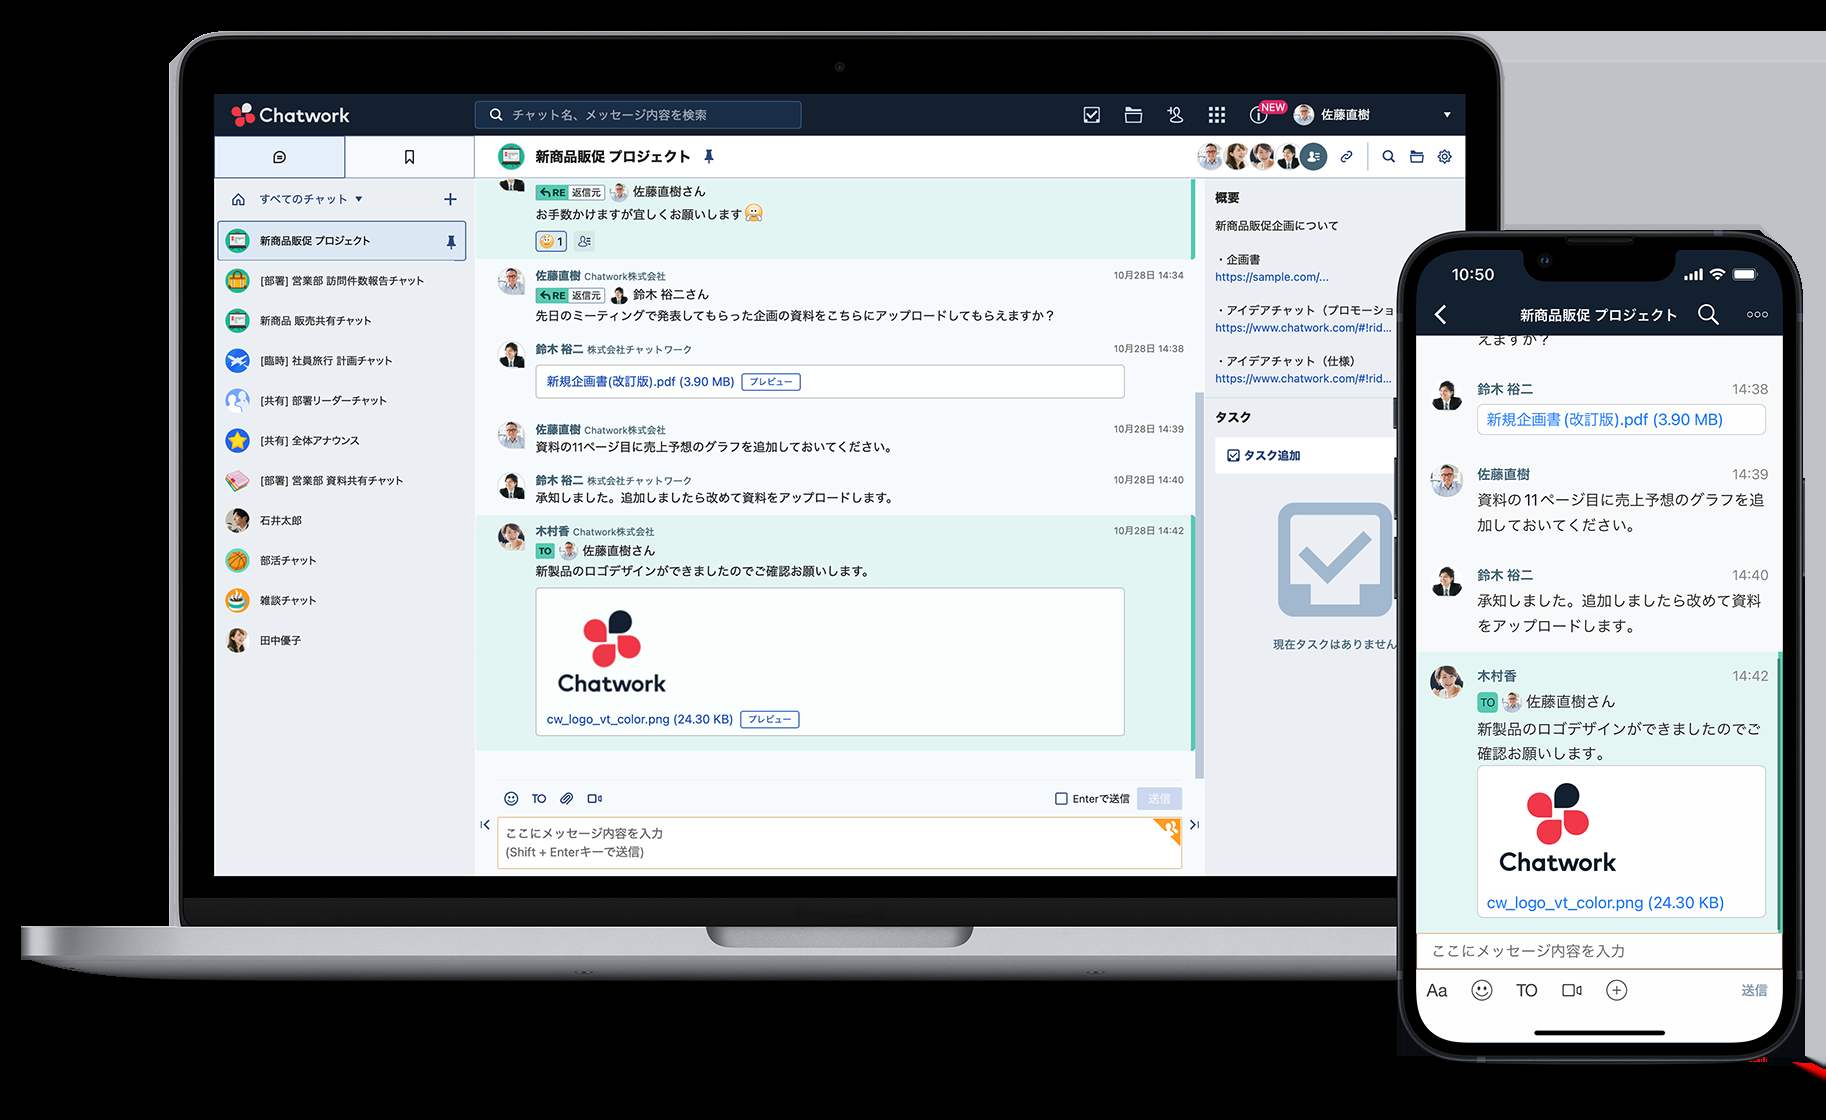 Chatwork
チャット名、メッセージ内容を検索
NEW
佐藤直樹
すべてのチャット
新商品販促 プロジェクト
[部署] 営業部 訪問件数報告チャット
新商品 販売共有チャット
[臨時] 社員旅行 計画チャット
[共有] 部署リーダーチャット
[共有] 全体アナウンス
[部署] 営業部 資料共有チャット
石井太郎
部活チャット
雑談チャット
田中優子
新商品販促 プロジェクト
RE 返信元 佐藤直樹さん
お手数かけますが宜しくお願いします
1
佐藤直樹 Chatwork株式会社 10月28日 14:34
RE 返信元 鈴木 裕二さん
先日のミーティングで発表してもらった企画の資料をこちらにアップロードしてもらえますか？
鈴木 裕二 株式会社チャットワーク 10月28日 14:38
新規企画書(改訂版).pdf (3.90 MB) プレビュー
佐藤直樹 Chatwork株式会社 10月28日 14:39
資料の11ページ目に売上予想のグラフを追加しておいてください。
鈴木 裕二 株式会社チャットワーク 10月28日 14:40
承知しました。追加しましたら改めて資料をアップロードします。
木村香 Chatwork株式会社 10月28日 14:42
TO 佐藤直樹さん
新製品のロゴデザインができましたのでご確認お願いします。
Chatwork
cw_logo_vt_color.png (24.30 KB) プレビュー
TO
Enterで送信 送信
ここにメッセージ内容を入力
(Shift + Enterキーで送信)
概要
新商品販促企画について
・企画書
https://sample.com/...
・アイデアチャット（プロモーショ
https://www.chatwork.com/#!rid...
・アイデアチャット（仕様）
https://www.chatwork.com/#!rid...
タスク
タスク追加
現在タスクはありません
10:50
新商品販促 プロジェクト
えますか？
鈴木 裕二 14:38
新規企画書(改訂版).pdf (3.90 MB)
佐藤直樹 14:39
資料の11ページ目に売上予想のグラフを追
加しておいてください。
鈴木 裕二 14:40
承知しました。追加しましたら改めて資料
をアップロードします。
木村香 14:42
TO 佐藤直樹さん
新製品のロゴデザインができましたのでご
確認お願いします。
Chatwork
cw_logo_vt_color.png (24.30 KB)
ここにメッセージ内容を入力
Aa TO 送信